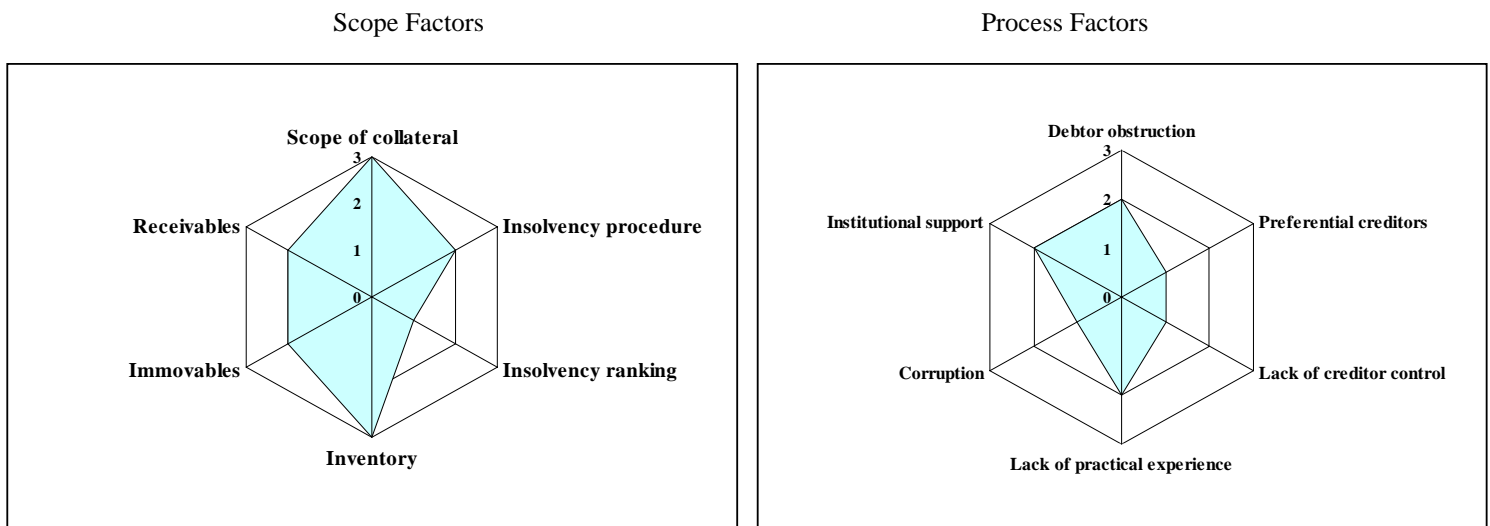 Scope Factors
Process Factors
Scope of collateral
3
2
1
0
Receivables
Insolvency procedure
Immovables
Insolvency ranking
Inventory
Debtor obstruction
3
2
1
0
Institutional support
Preferential creditors
Corruption
Lack of creditor control
Lack of practical experience